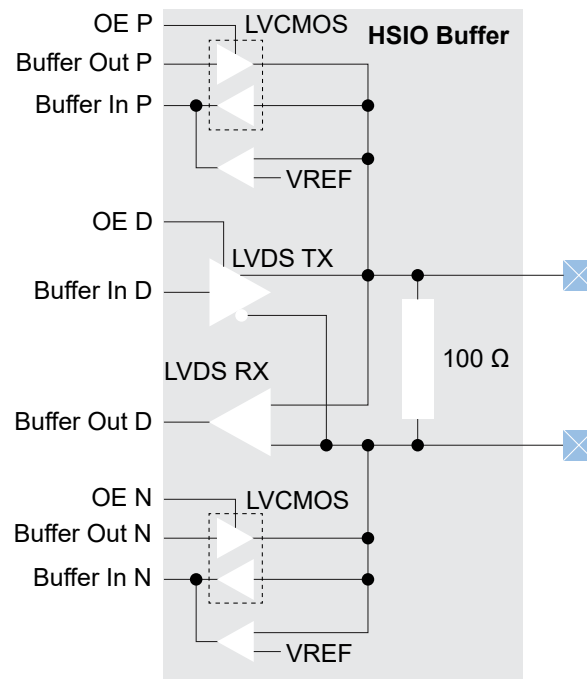 OE P
LVCMOS
HSIO Buffer
Buffer Out P
Buffer In P
VREF
OE D
LVDS TX
Buffer In D
100 Ω
LVDS RX
Buffer Out D
OE N
LVCMOS
Buffer Out N
Buffer In N
VREF